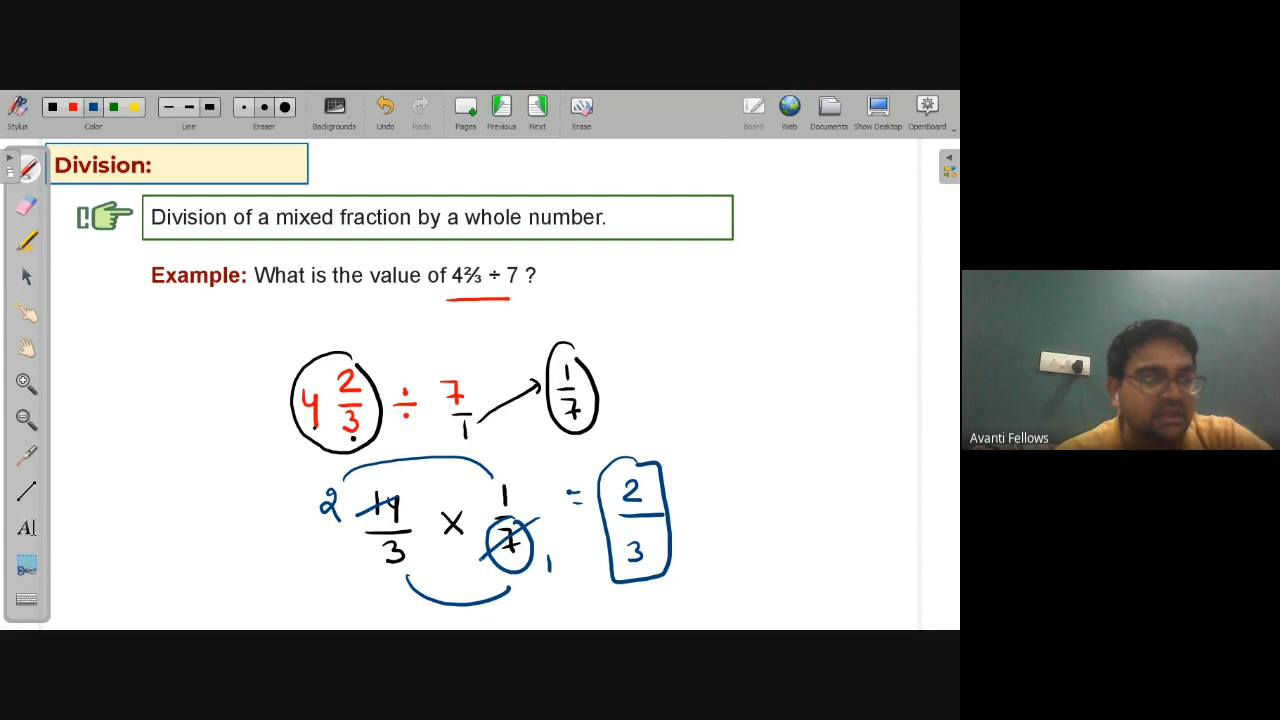 Stylus Color Line Eraser Backgrounds Undo Redo Pages Previous Next Erase Board Web Documents Show Desktop OpenBoard
Division:
Division of a mixed fraction by a whole number.
Example: What is the value of 4⅔ ÷ 7 ?
4 2/3 ÷ 7/1 1/7
2 14/3 × 1/7 1 = 2/3
Avanti Fellows